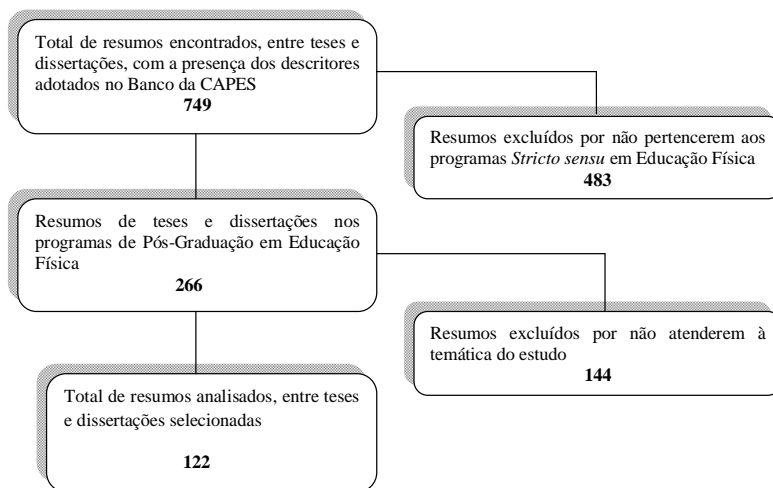 Total de resumos encontrados, entre teses e
dissertações, com a presença dos descritores
adotados no Banco da CAPES
749
Resumos excluídos por não pertencerem aos
programas Stricto sensu em Educação Física
483
Resumos de teses e dissertações nos
programas de Pós-Graduação em Educação
Física
266
Resumos excluídos por não atenderem à
temática do estudo
144
Total de resumos analisados, entre teses
e dissertações selecionadas
122